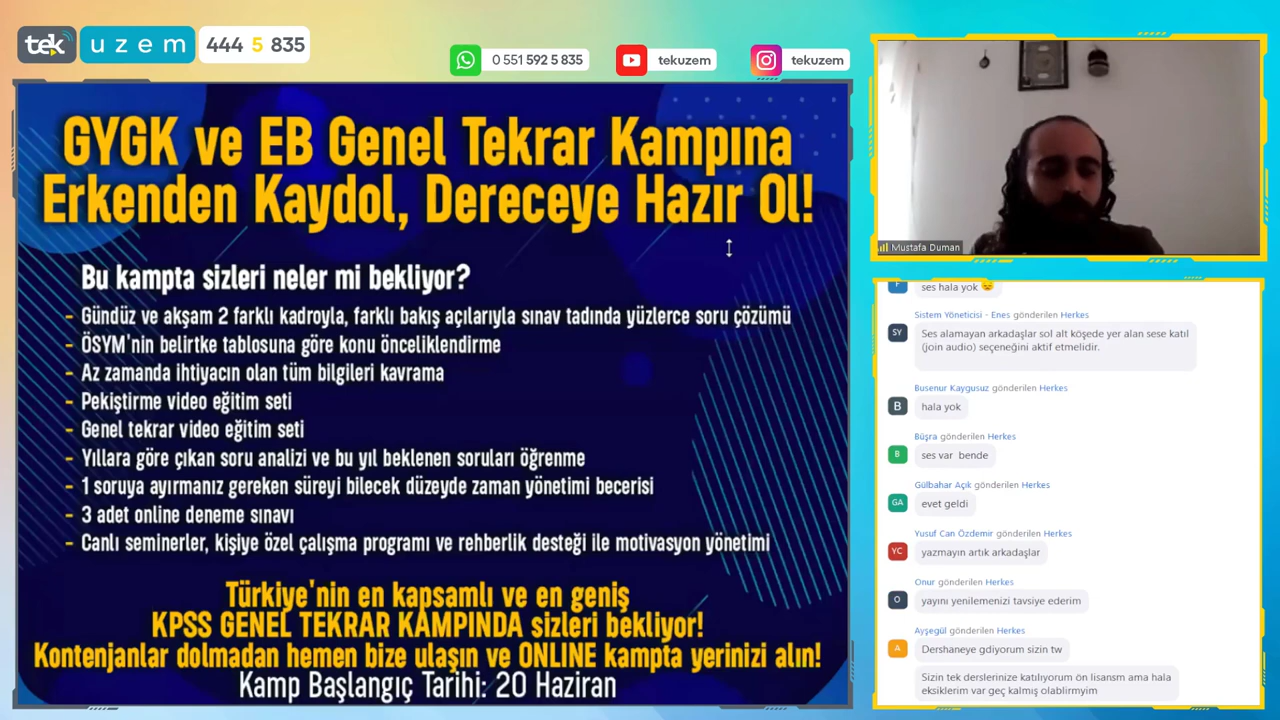 tek uzem 444 5 835
0 551 592 5 835 tekuzem tekuzem
GYGK ve EB Genel Tekrar Kampına
Erkenden Kaydol, Dereceye Hazır Ol!
Bu kampta sizleri neler mi bekliyor?
- Gündüz ve akşam 2 farklı kadroyla, farklı bakış açılarıyla sınav tadında yüzlerce soru çözümü
- ÖSYM'nin belirtke tablosuna göre konu önceliklendirme
- Az zamanda ihtiyacın olan tüm bilgileri kavrama
- Pekiştirme video eğitim seti
- Genel tekrar video eğitim seti
- Yıllara göre çıkan soru analizi ve bu yıl beklenen soruları öğrenme
- 1 soruya ayırmanız gereken süreyi bilecek düzeyde zaman yönetimi becerisi
- 3 adet online deneme sınavı
- Canlı seminerler, kişiye özel çalışma programı ve rehberlik desteği ile motivasyon yönetimi
Türkiye'nin en kapsamlı ve en geniş
KPSS GENEL TEKRAR KAMPINDA sizleri bekliyor!
Kontenjanlar dolmadan hemen bize ulaşın ve ONLINE kampta yerinizi alın!
Kamp Başlangıç Tarihi: 20 Haziran
Mustafa Duman
ses hala yok
Sistem Yöneticisi - Enes gönderilen Herkes
SY
Ses alamayan arkadaşlar sol alt köşede yer alan sese katıl
(join audio) seçeneğini aktif etmelidir.
Busenur Kaygusuz gönderilen Herkes
B
hala yok
Büşra gönderilen Herkes
B
ses var bende
Gülbahar Açık gönderilen Herkes
GA
evet geldi
Yusuf Can Özdemir gönderilen Herkes
YC
yazmayın artık arkadaşlar
Onur gönderilen Herkes
O
yayını yenilemenizi tavsiye ederim
Ayşegül gönderilen Herkes
A
Dershaneye gdiyorum sizin tw
Sizin tek derslerinize katılıyorum ön lisansm ama hala
eksiklerim var geç kalmış olablirmyim